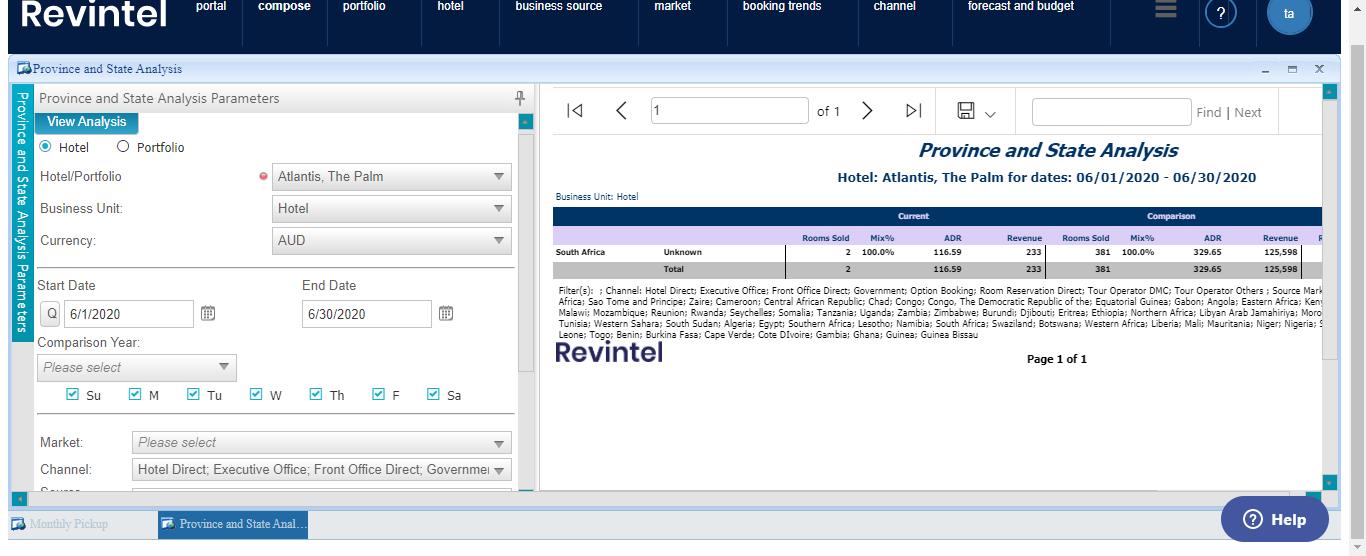 Revintel
portal compose portfolio hotel business source market booking trends channel forecast and budget ? ta
Province and State Analysis
Province and State Analysis Parameters
Province and State Analysis Parameters
View Analysis
Hotel Portfolio
Hotel/Portfolio Atlantis, The Palm
Business Unit: Hotel
Currency: AUD
Start Date End Date
Q 6/1/2020 6/30/2020
Comparison Year:
Please select
Su M Tu W Th F Sa
Market: Please select
Channel: Hotel Direct; Executive Office; Front Office Direct; Governmen
Source
1 of 1 Find | Next
Province and State Analysis
Hotel: Atlantis, The Palm for dates: 06/01/2020 - 06/30/2020
Business Unit: Hotel
Current Comparison
Rooms Sold Mix% ADR Revenue Rooms Sold Mix% ADR Revenue R
South Africa Unknown 2 100.0% 116.59 233 381 100.0% 329.65 125,598
Total 2 116.59 233 381 329.65 125,598
Filter(s): ; Channel: Hotel Direct; Executive Office; Front Office Direct; Government; Option Booking; Room Reservation Direct; Tour Operator DMC; Tour Operator Others ; Source Mark
Africa; Sao Tome and Principe; Zaire; Cameroon; Central African Republic; Chad; Congo; Congo, The Democratic Republic of the; Equatorial Guinea; Gabon; Angola; Eastern Africa; Keny
Malawi; Mozambique; Reunion; Rwanda; Seychelles; Somalia; Tanzania; Uganda; Zambia; Zimbabwe; Burundi; Djibouti; Eritrea; Ethiopia; Northern Africa; Libyan Arab Jamahiriya; Moro
Tunisia; Western Sahara; South Sudan; Algeria; Egypt; Southern Africa; Lesotho; Namibia; South Africa; Swaziland; Botswana; Western Africa; Liberia; Mali; Mauritania; Niger; Nigeria; S
Leone; Togo; Benin; Burkina Fasa; Cape Verde; Cote DIvoire; Gambia; Ghana; Guinea; Guinea Bissau
Revintel
Page 1 of 1
Monthly Pickup Province and State Anal...
? Help